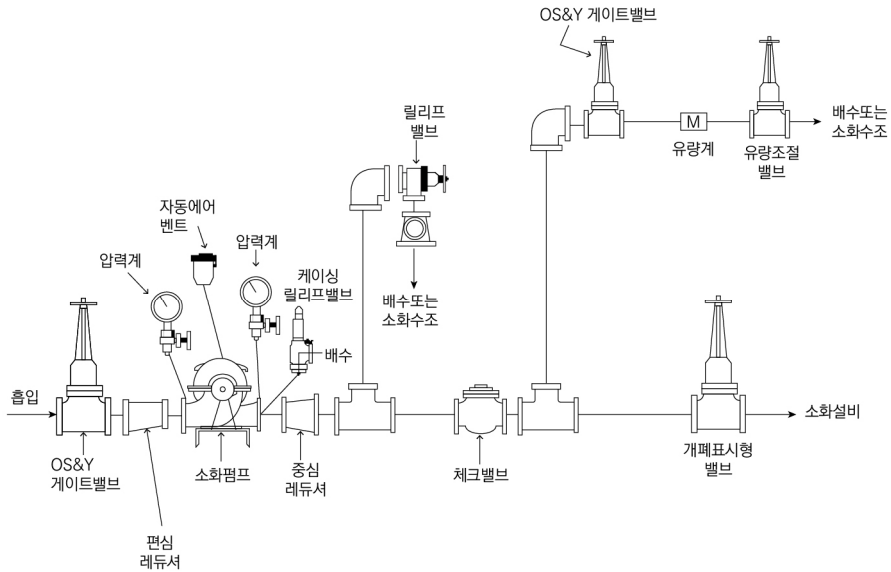 OS&Y 게이트밸브
릴리프
밸브
M
유량계
유량조절
밸브
배수또는
소화수조
자동에어
벤트
압력계
압력계
케이싱
릴리프밸브
배수또는
소화수조
배수
흡입
소화설비
OS&Y
게이트밸브
소화펌프
중심
레듀셔
체크밸브
개폐표시형
밸브
편심
레듀셔